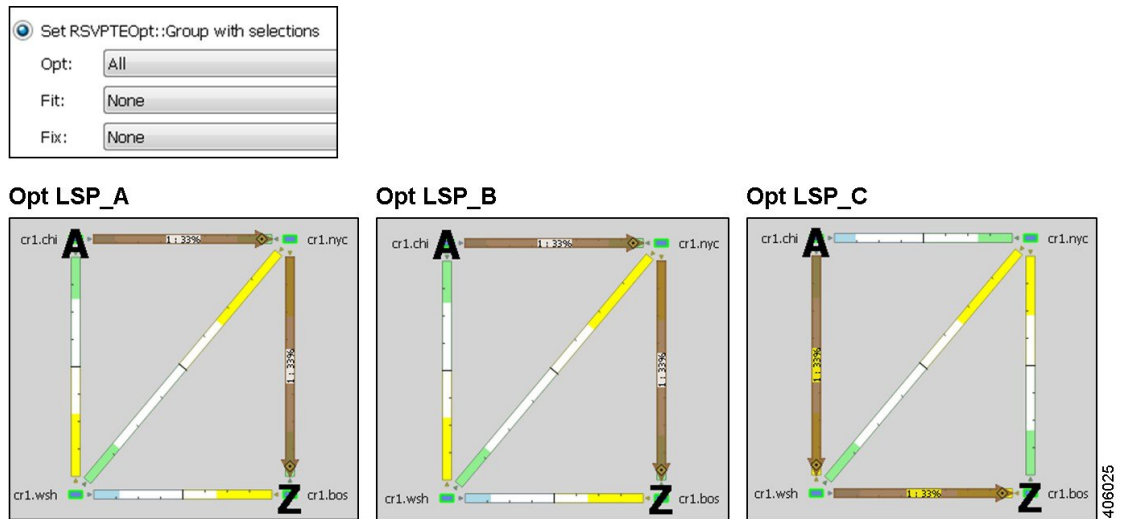 Set RSVPTEOpt::Group with selections
Opt: All
Fit: None
Fix: None
Opt LSP_A
Opt LSP_B
Opt LSP_C
cr1.chi A 1 : 33% cr1.nyc
1 : 33%
cr1.wsh Z cr1.bos
cr1.chi A 1 : 33% cr1.nyc
1 : 33%
cr1.wsh Z cr1.bos
cr1.chi A cr1.nyc
1 : 33%
cr1.wsh 1 : 33% Z cr1.bos
406025